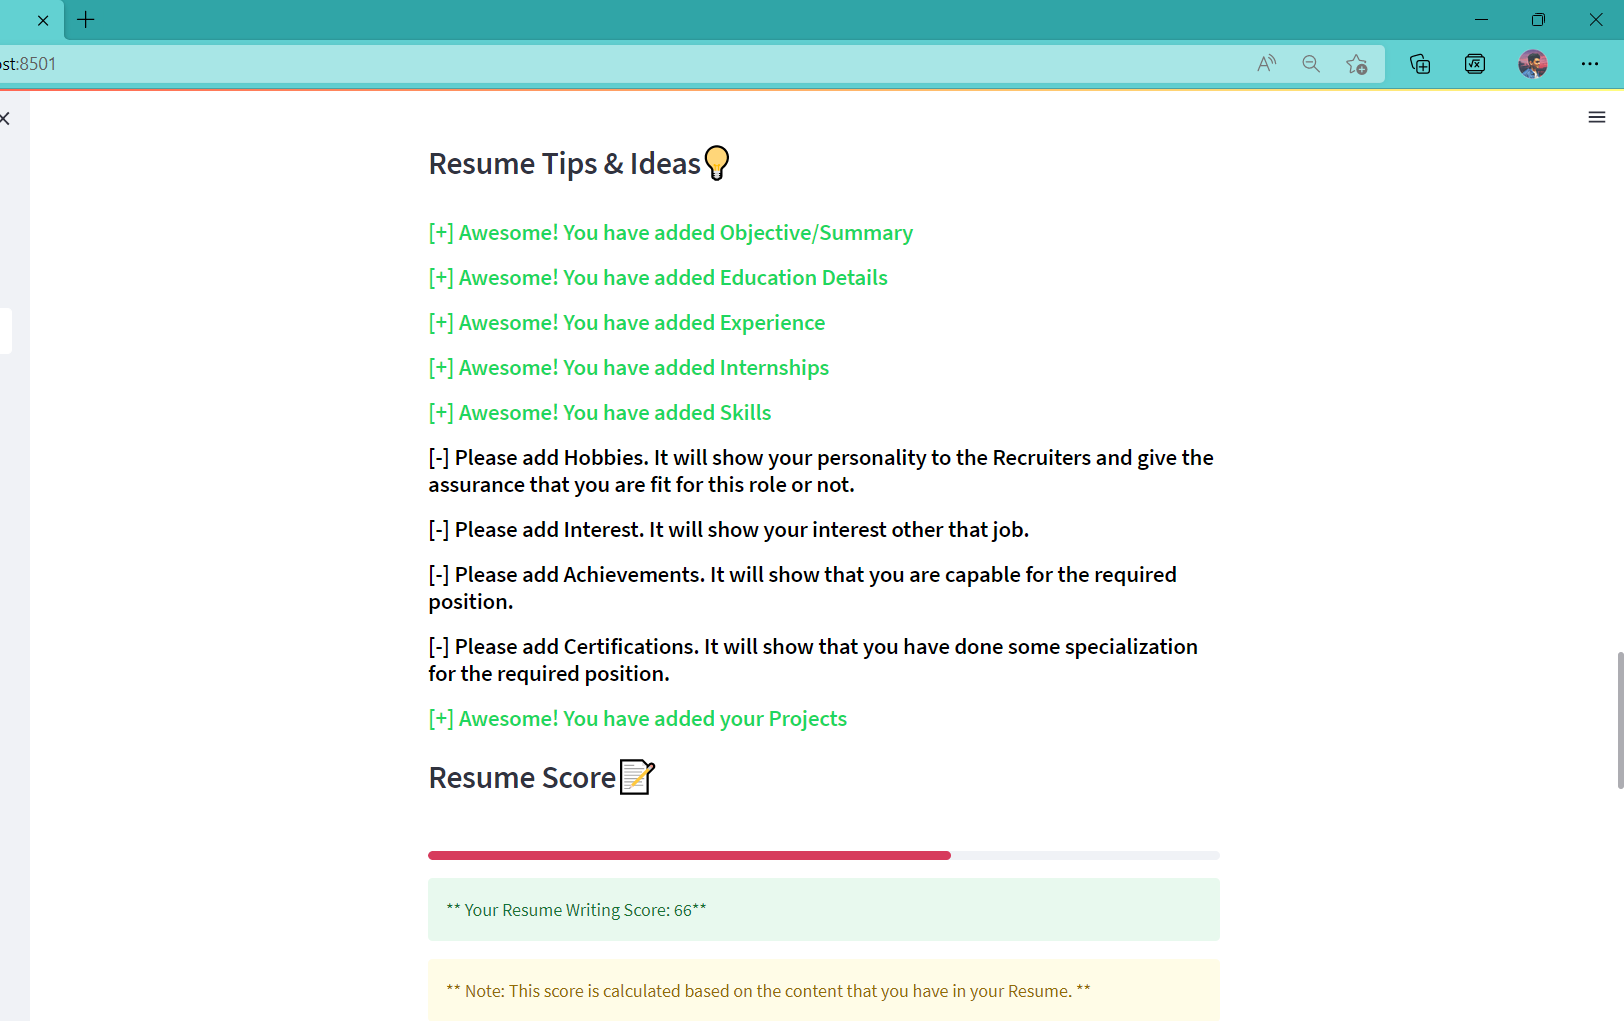 ost:8501
Resume Tips & Ideas💡
[+] Awesome! You have added Objective/Summary
[+] Awesome! You have added Education Details
[+] Awesome! You have added Experience
[+] Awesome! You have added Internships
[+] Awesome! You have added Skills
[-] Please add Hobbies. It will show your personality to the Recruiters and give the
assurance that you are fit for this role or not.
[-] Please add Interest. It will show your interest other that job.
[-] Please add Achievements. It will show that you are capable for the required
position.
[-] Please add Certifications. It will show that you have done some specialization
for the required position.
[+] Awesome! You have added your Projects
Resume Score📝
** Your Resume Writing Score: 66**
** Note: This score is calculated based on the content that you have in your Resume. **